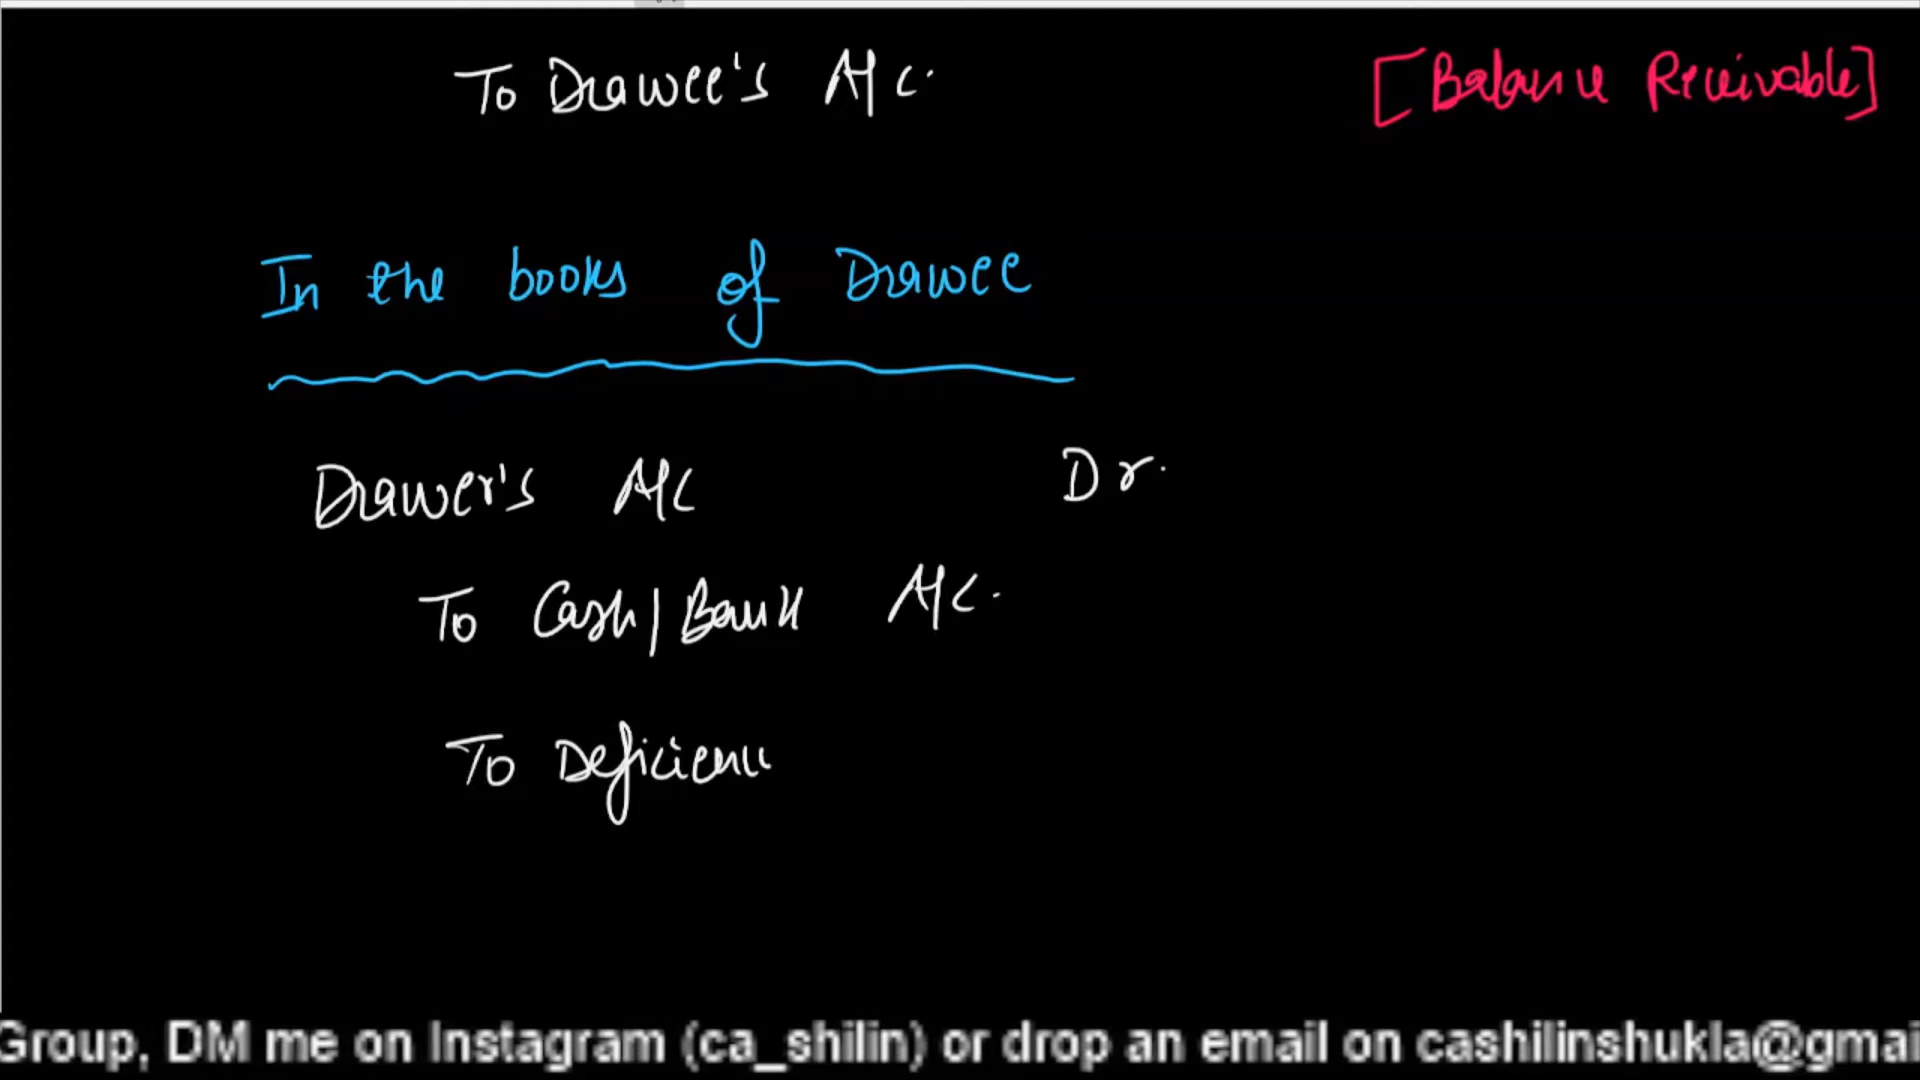 To Drawee's A/c.
[Balance Receivable]
In the books of Drawee
Drawer's A/c Dr.
To Cash/Bank A/c.
To Deficienc
Group, DM me on Instagram (ca_shilin) or drop an email on cashilinshukla@gmai